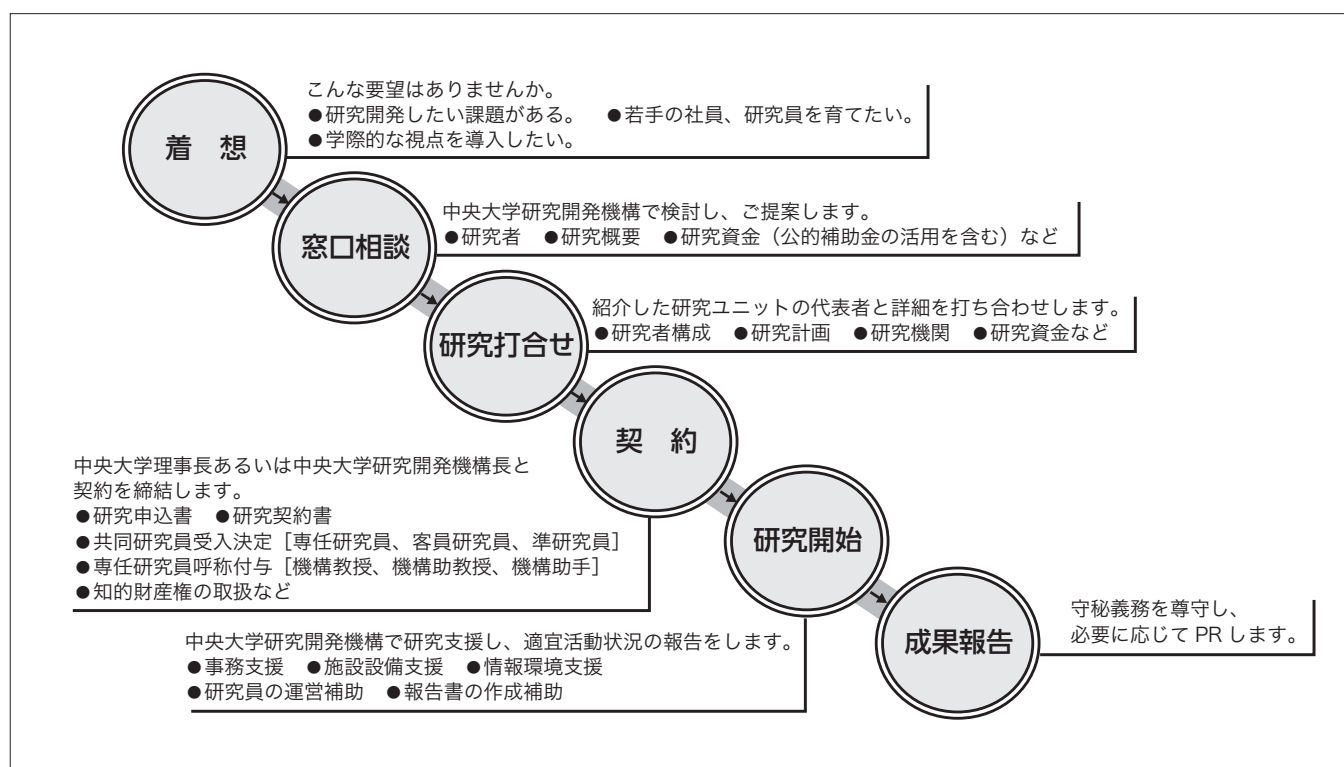 着　想
こんな要望はありませんか。
●研究開発したい課題がある。　●若手の社員、研究員を育てたい。
●学際的な視点を導入したい。
窓口相談
中央大学研究開発機構で検討し、ご提案します。
●研究者　●研究概要　●研究資金（公的補助金の活用を含む）など
研究打合せ
紹介した研究ユニットの代表者と詳細を打ち合わせします。
●研究者構成　●研究計画　●研究機関　●研究資金など
契　約
中央大学理事長あるいは中央大学研究開発機構長と
契約を締結します。
●研究申込書　●研究契約書
●共同研究員受入決定［専任研究員、客員研究員、準研究員］
●専任研究員呼称付与［機構教授、機構助教授、機構助手］
●知的財産権の取扱など
研究開始
中央大学研究開発機構で研究支援し、適宜活動状況の報告をします。
●事務支援　●施設設備支援　●情報環境支援
●研究員の運営補助　●報告書の作成補助
成果報告
守秘義務を尊守し、
必要に応じて PR します。